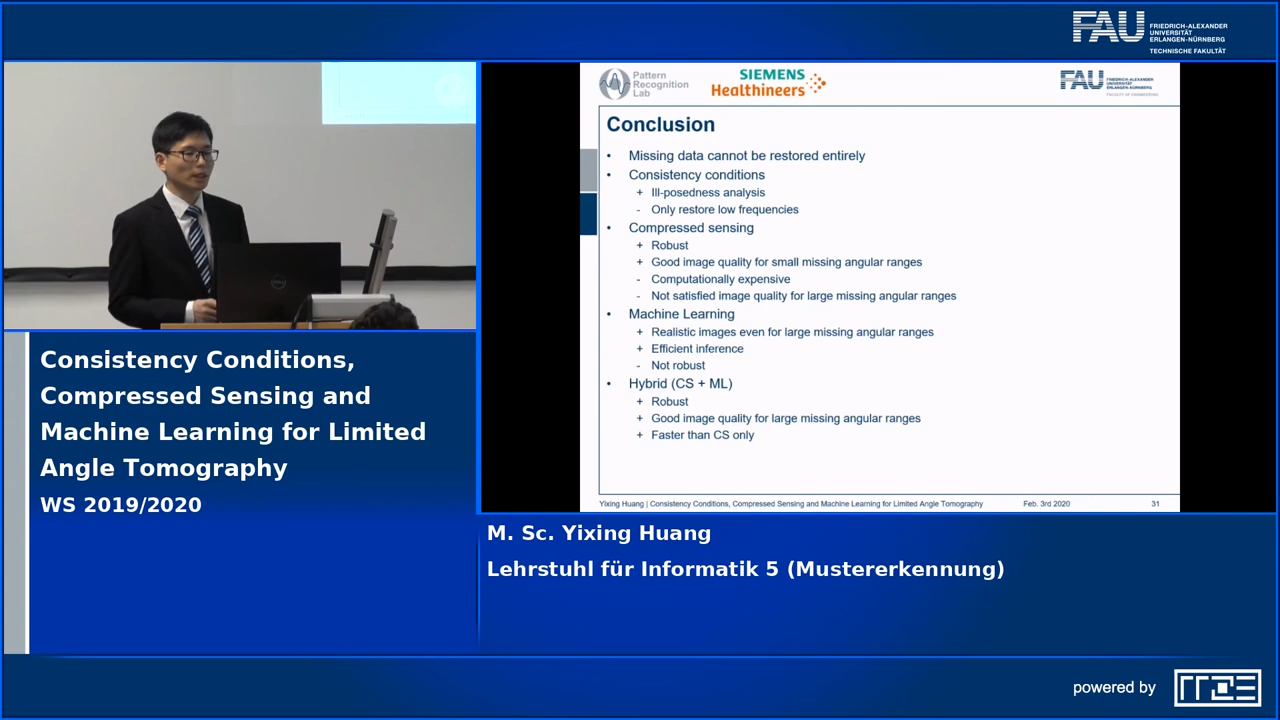 FAU
FRIEDRICH-ALEXANDER
UNIVERSITÄT
ERLANGEN-NÜRNBERG
TECHNISCHE FAKULTÄT
Pattern
Recognition
Lab
SIEMENS
Healthineers
FAU
FRIEDRICH-ALEXANDER
UNIVERSITÄT
ERLANGEN-NÜRNBERG
FACULTY OF ENGINEERING
Conclusion
• Missing data cannot be restored entirely
• Consistency conditions
+ Ill-posedness analysis
- Only restore low frequencies
• Compressed sensing
+ Robust
+ Good image quality for small missing angular ranges
- Computationally expensive
- Not satisfied image quality for large missing angular ranges
• Machine Learning
+ Realistic images even for large missing angular ranges
+ Efficient inference
- Not robust
• Hybrid (CS + ML)
+ Robust
+ Good image quality for large missing angular ranges
+ Faster than CS only
Yixing Huang | Consistency Conditions, Compressed Sensing and Machine Learning for Limited Angle Tomography Feb. 3rd 2020 31
Consistency Conditions,
Compressed Sensing and
Machine Learning for Limited
Angle Tomography
WS 2019/2020
M. Sc. Yixing Huang
Lehrstuhl für Informatik 5 (Mustererkennung)
powered by